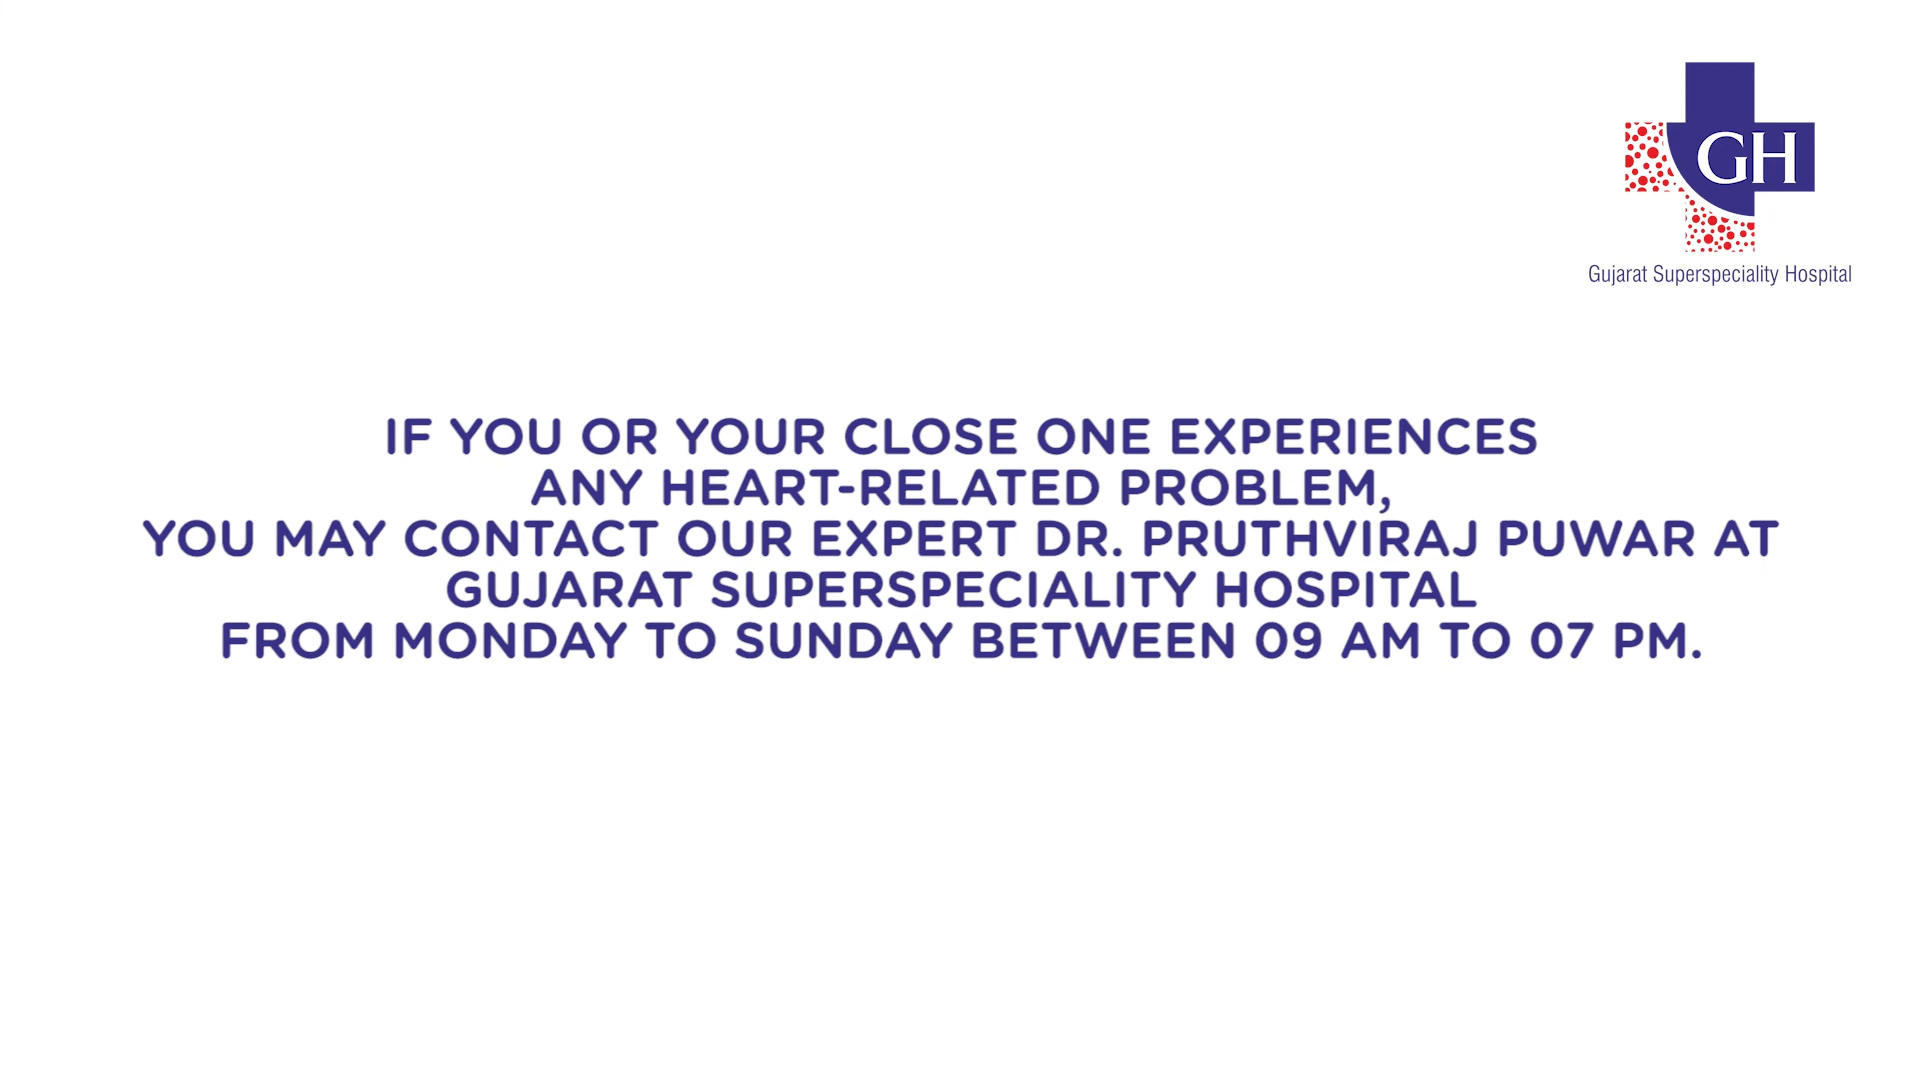 GH
Gujarat Superspeciality Hospital
IF YOU OR YOUR CLOSE ONE EXPERIENCES
ANY HEART-RELATED PROBLEM,
YOU MAY CONTACT OUR EXPERT DR. PRUTHVIRAJ PUWAR AT
GUJARAT SUPERSPECIALITY HOSPITAL
FROM MONDAY TO SUNDAY BETWEEN 09 AM TO 07 PM.